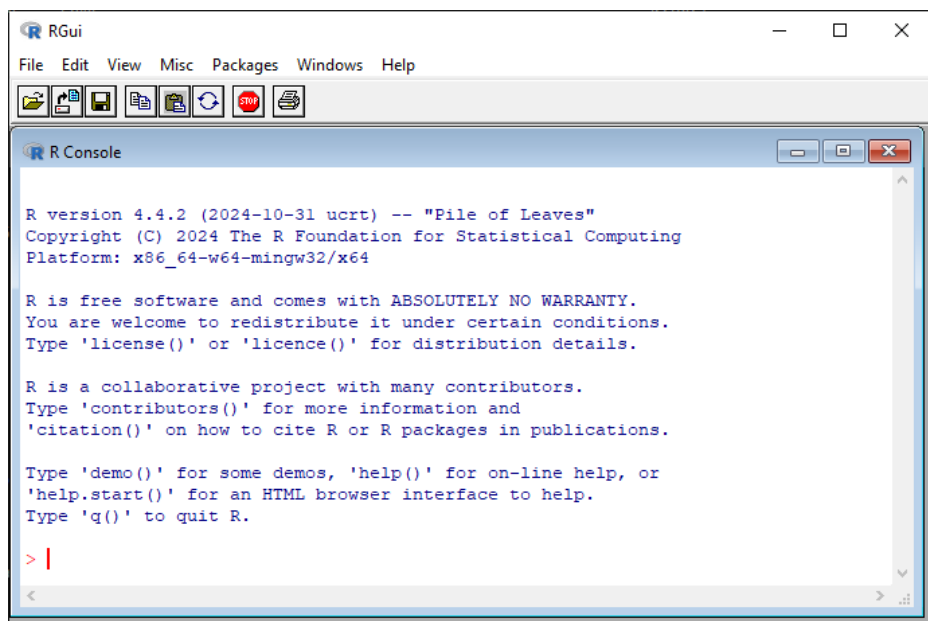 RGui
File Edit View Misc Packages Windows Help
STOP
R Console
R version 4.4.2 (2024-10-31 ucrt) -- "Pile of Leaves"
Copyright (C) 2024 The R Foundation for Statistical Computing
Platform: x86_64-w64-mingw32/x64
R is free software and comes with ABSOLUTELY NO WARRANTY.
You are welcome to redistribute it under certain conditions.
Type 'license()' or 'licence()' for distribution details.
R is a collaborative project with many contributors.
Type 'contributors()' for more information and
'citation()' on how to cite R or R packages in publications.
Type 'demo()' for some demos, 'help()' for on-line help, or
'help.start()' for an HTML browser interface to help.
Type 'q()' to quit R.
>